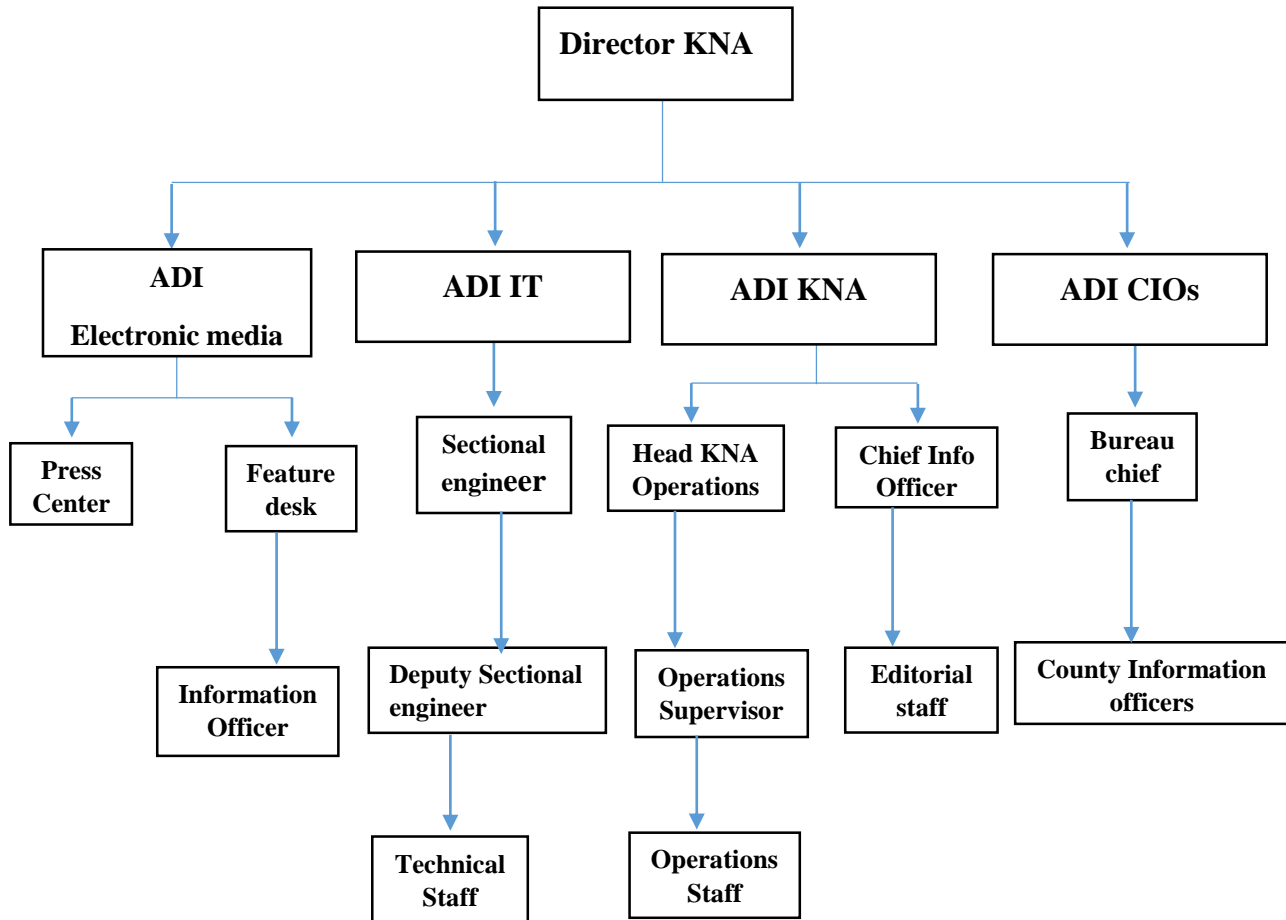 Director KNA
ADI
Electronic media
ADI IT
ADI KNA
ADI CIOs
Press
Center
Feature
desk
Sectional
engineer
Head KNA
Operations
Chief Info
Officer
Bureau
chief
Information
Officer
Deputy Sectional
engineer
Operations
Supervisor
Editorial
staff
County Information
officers
Technical
Staff
Operations
Staff